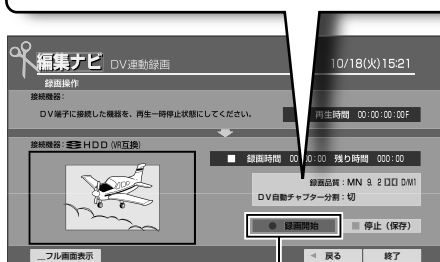 編集ナビ DV連動録画
10/18(火)15:21
録画操作
接続機器:
DV端子に接続した機器を、再生一時停止状態にしてください。
再生時間 00:00:00:00F
接続機器: HDD (VR互換)
録画時間 00:00:00 残り時間 000:00
録画品質:MN 9.2 D/M1
DV自動チャプター分割:切
録画開始
停止(保存)
フル画面表示
戻る
終了